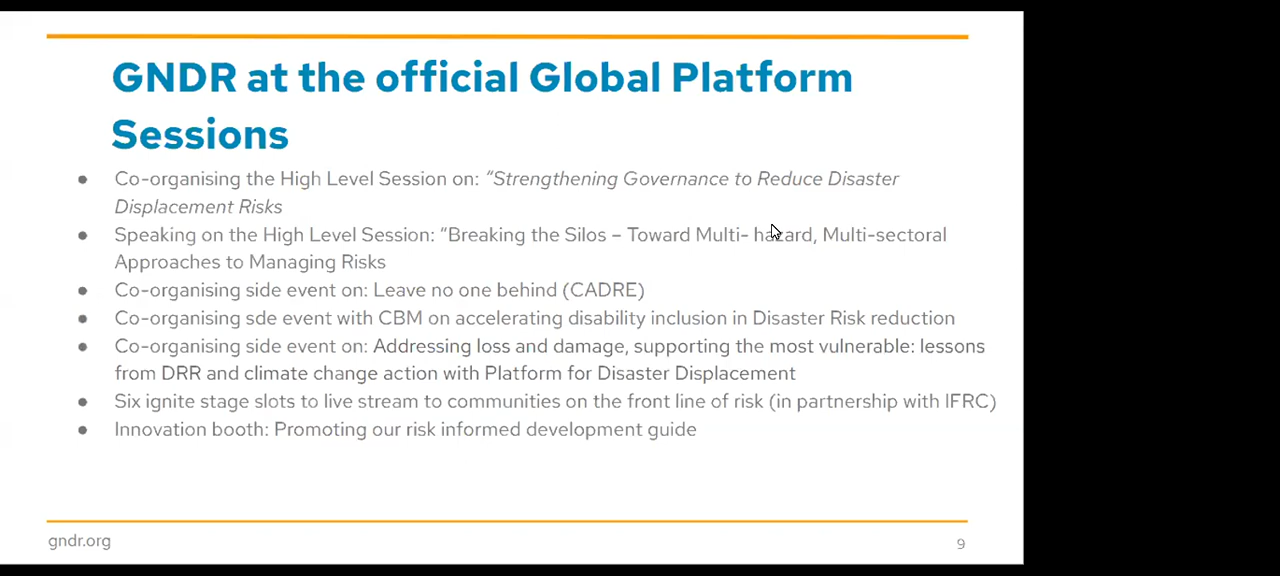 GNDR at the official Global Platform
Sessions
● Co-organising the High Level Session on: “Strengthening Governance to Reduce Disaster
Displacement Risks
● Speaking on the High Level Session: “Breaking the Silos – Toward Multi- hazard, Multi-sectoral
Approaches to Managing Risks
● Co-organising side event on: Leave no one behind (CADRE)
● Co-organising sde event with CBM on accelerating disability inclusion in Disaster Risk reduction
● Co-organising side event on: Addressing loss and damage, supporting the most vulnerable: lessons
from DRR and climate change action with Platform for Disaster Displacement
● Six ignite stage slots to live stream to communities on the front line of risk (in partnership with IFRC)
● Innovation booth: Promoting our risk informed development guide
gndr.org
9